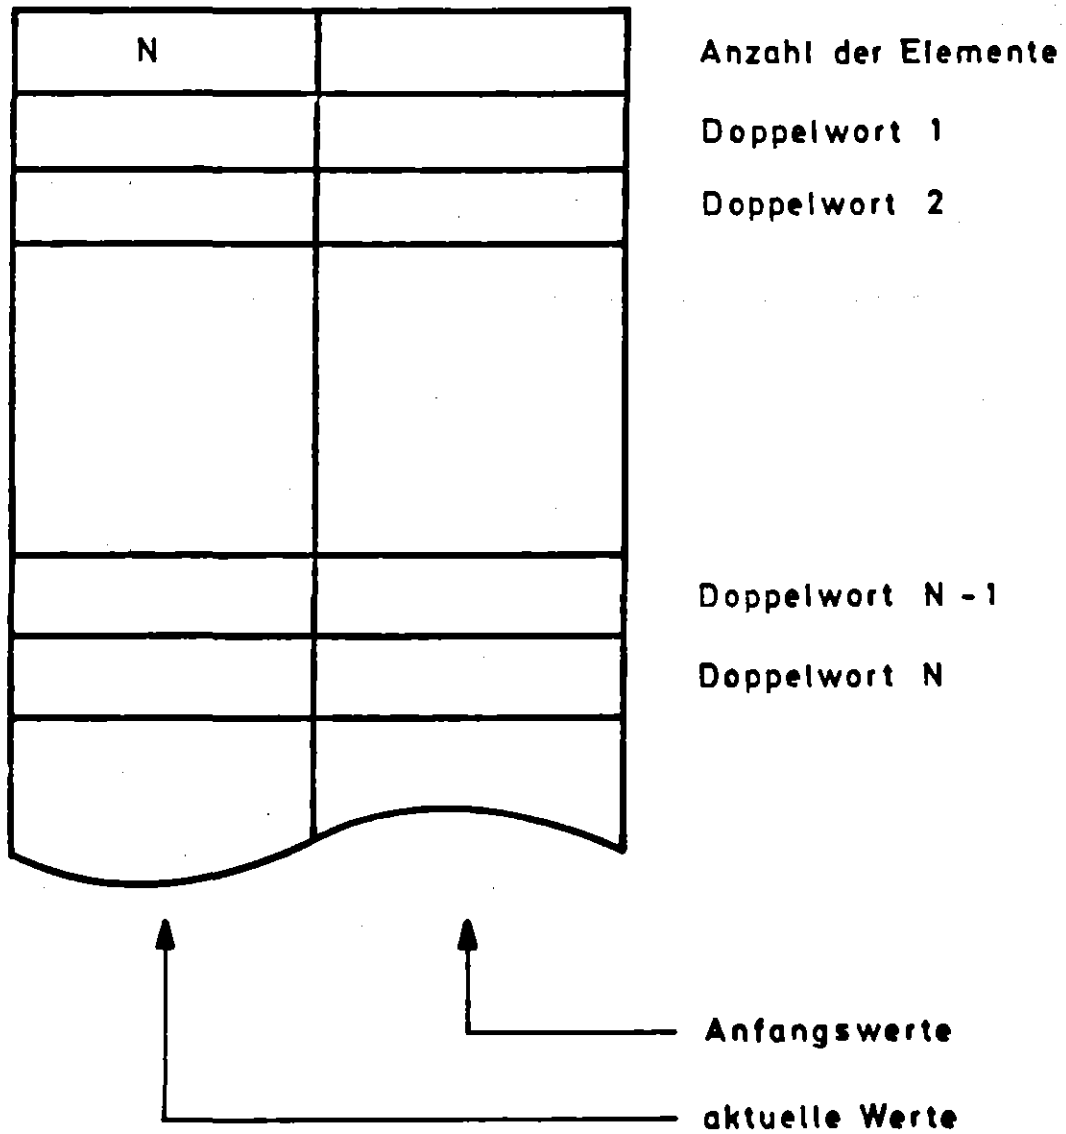 N Anzahl der Elemente
Doppelwort 1
Doppelwort 2
Doppelwort N-1
Doppelwort N
Anfangswerte
aktuelle Werte